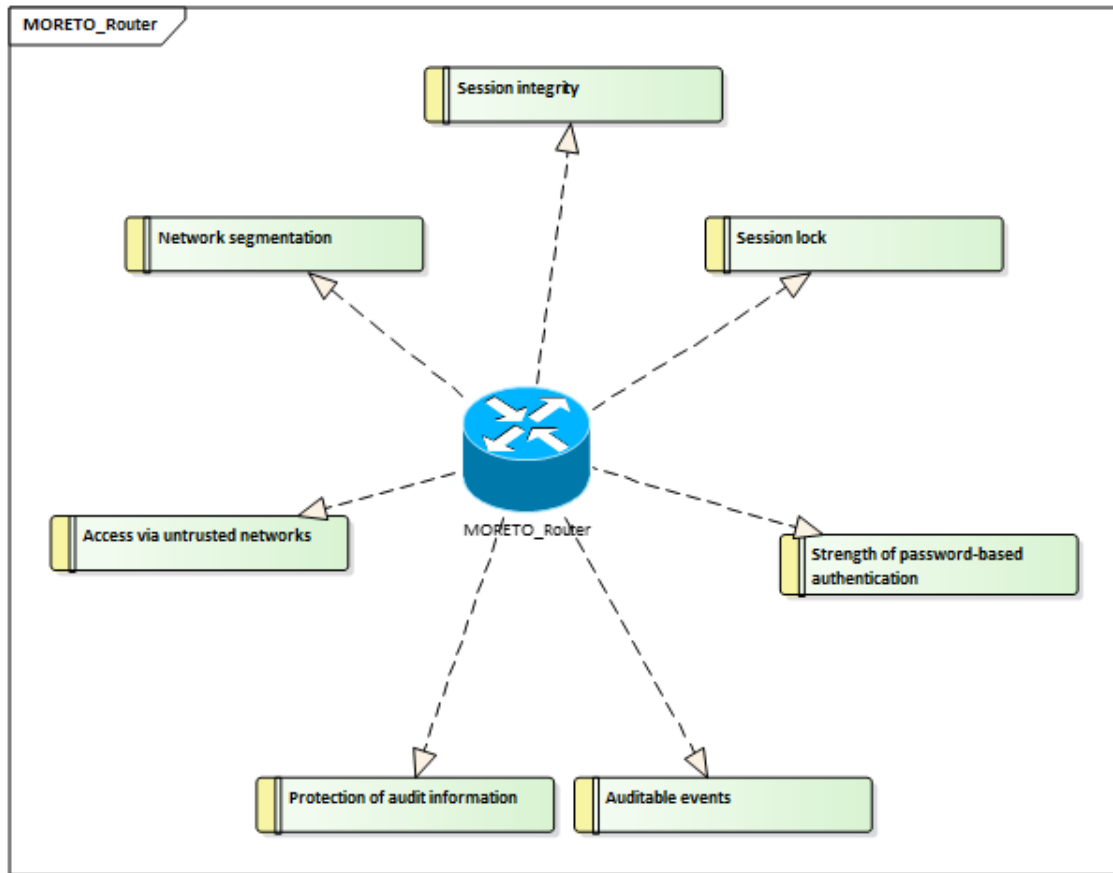 MORETO_Router
Session integrity
Network segmentation
Session lock
MORETO_Router
Access via untrusted networks
Strength of password-based
authentication
Protection of audit information
Auditable events